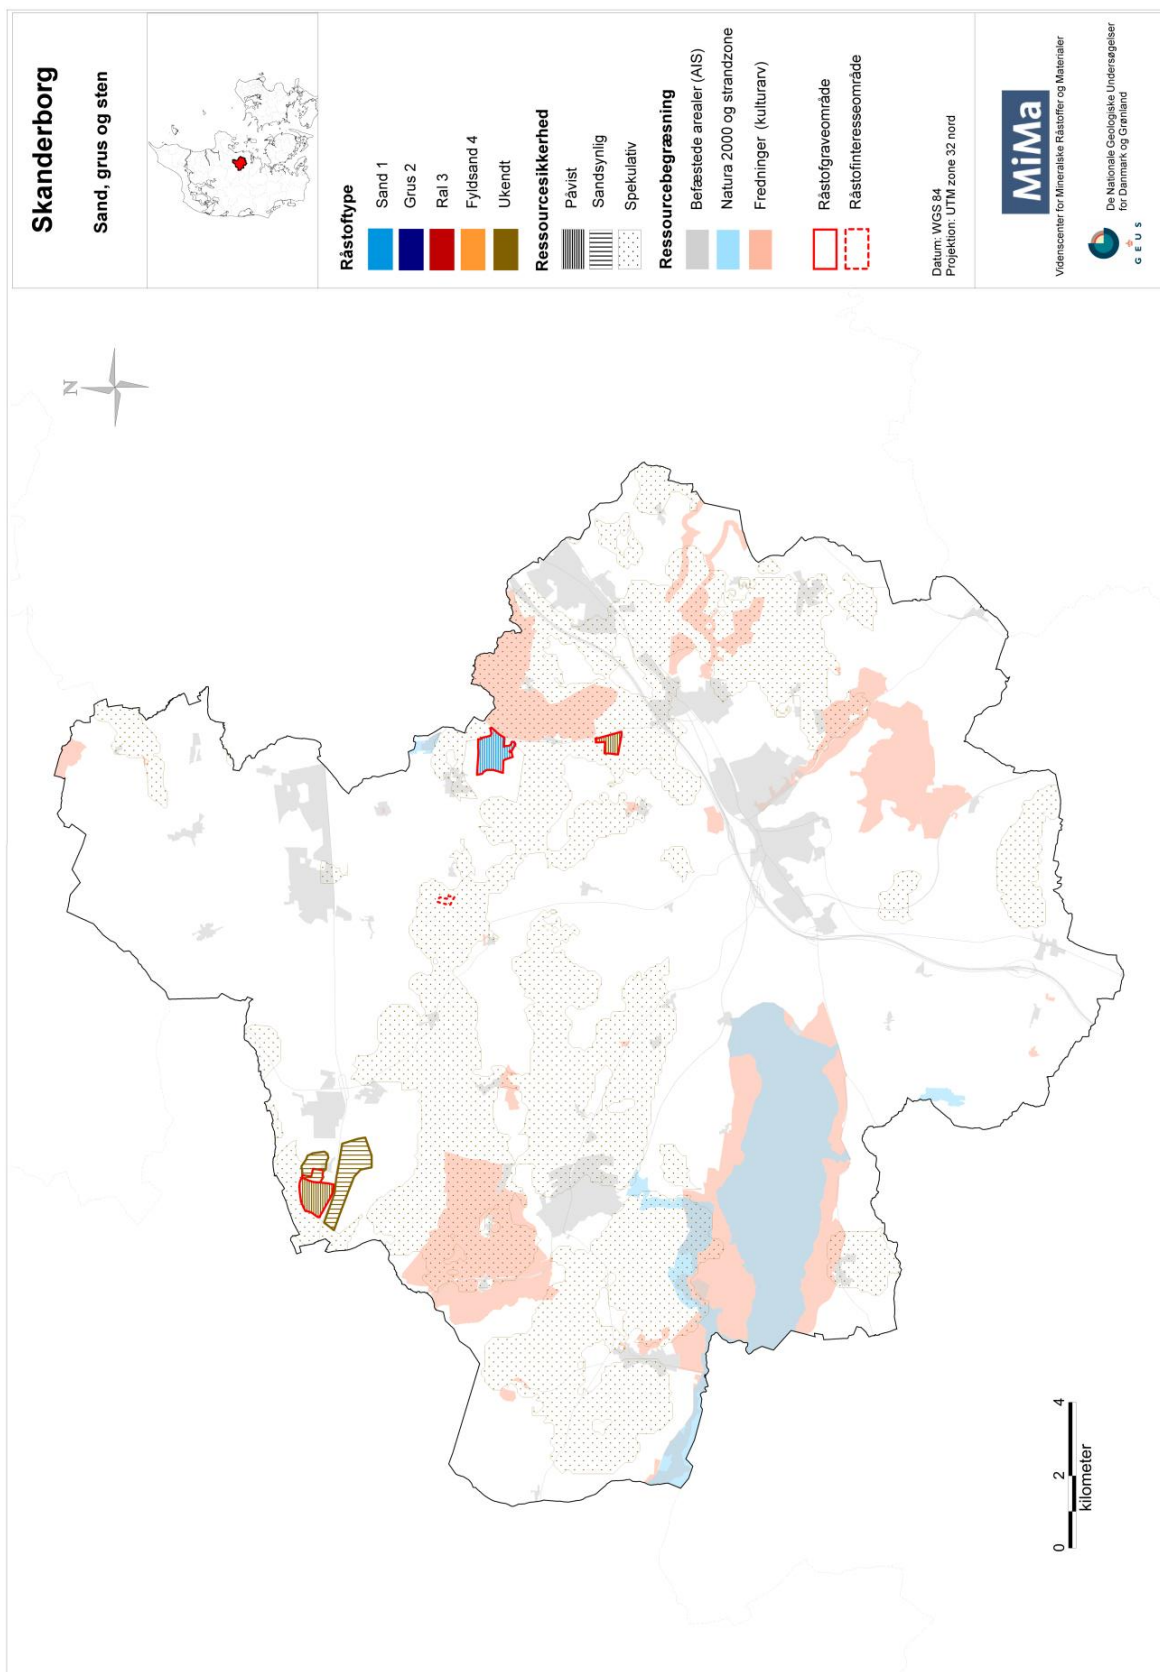 Skanderborg
Sand, grus og sten
Råstoftype
Sand 1
Grus 2
Ral 3
Fyldsand 4
Ukendt
Ressourcesikkerhed
Påvist
Sandsynlig
Spekulativ
Ressourcebegræsning
Befæstede arealer (AIS)
Natura 2000 og strandzone
Fredninger (kulturarv)
Råstofgraveområde
Råstofinteresseområde
Datum: WGS 84
Projektion: UTM zone 32 nord
MiMa
Videnscenter for Mineralske Råstoffer og Materialer
GEUS
De Nationale Geologiske Undersøgelser
for Danmark og Grønland
N
0 2 4
kilometer